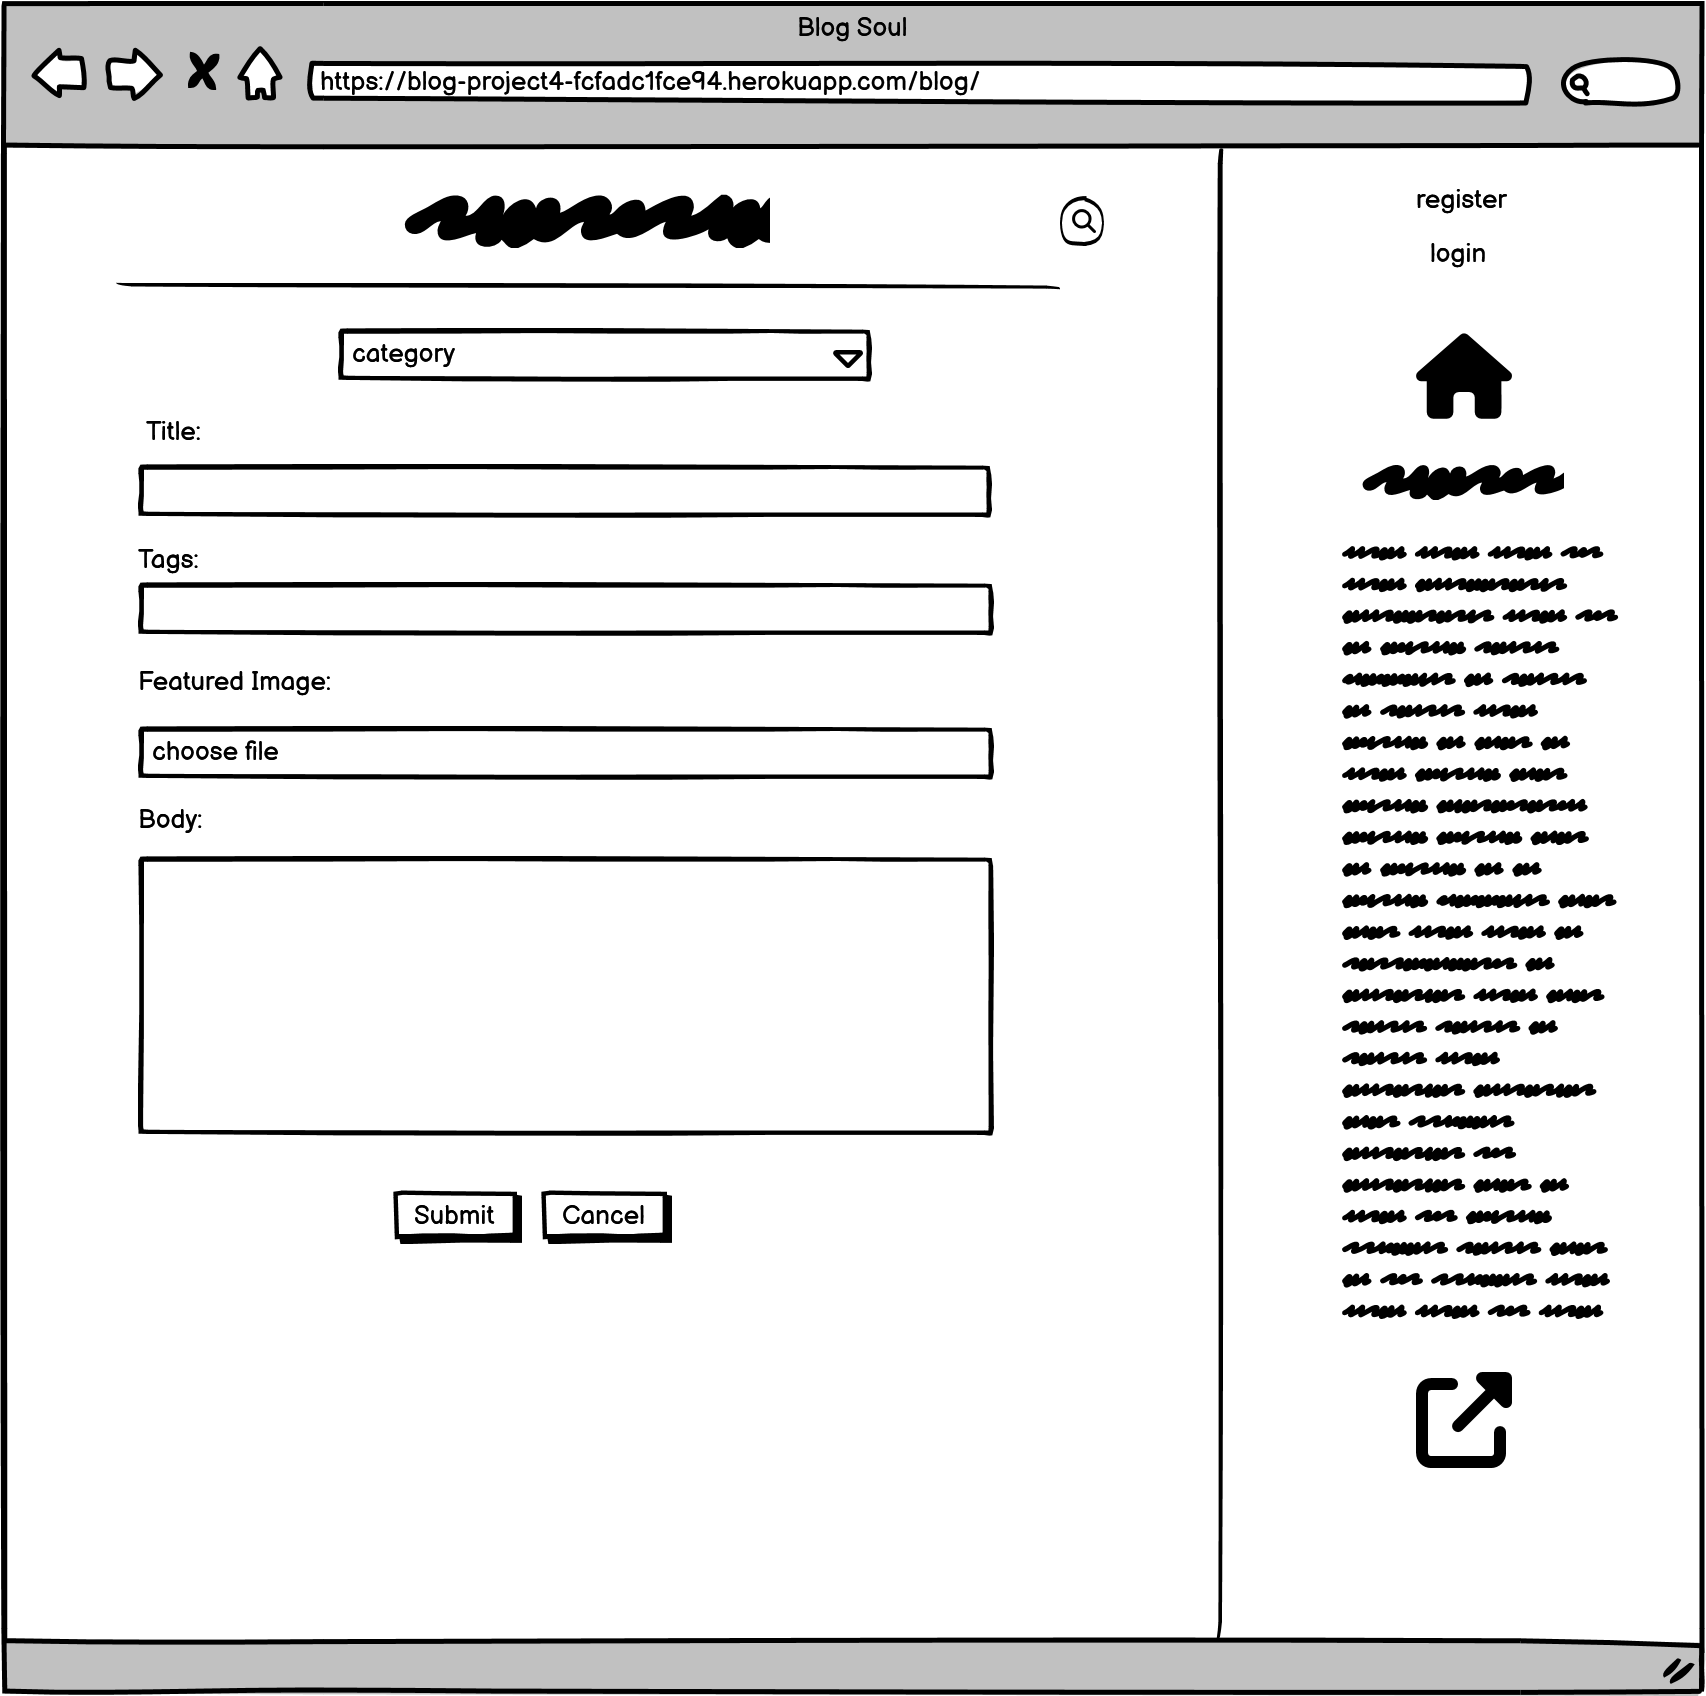 Blog Soul
https://blog-project4-fcfadc1fce94.herokuapp.com/blog/
register
login
category
Title:
Tags:
Featured Image:
choose file
Body:
Submit
Cancel